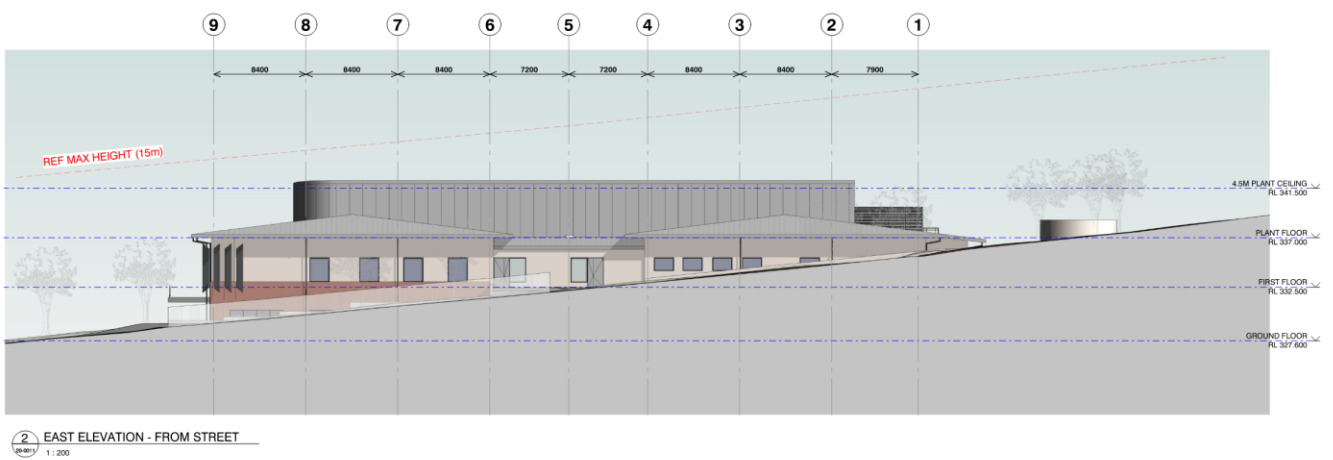 9 8 7 6 5 4 3 2 1
8400 8400 8400 7200 7200 8400 8400 7900
REF MAX HEIGHT (15m)
4.5M PLANT CEILING
RL 341.500
PLANT FLOOR
RL 337.000
FIRST FLOOR
RL 332.500
GROUND FLOOR
RL 327.600
2 EAST ELEVATION - FROM STREET
20-0011 1 : 200